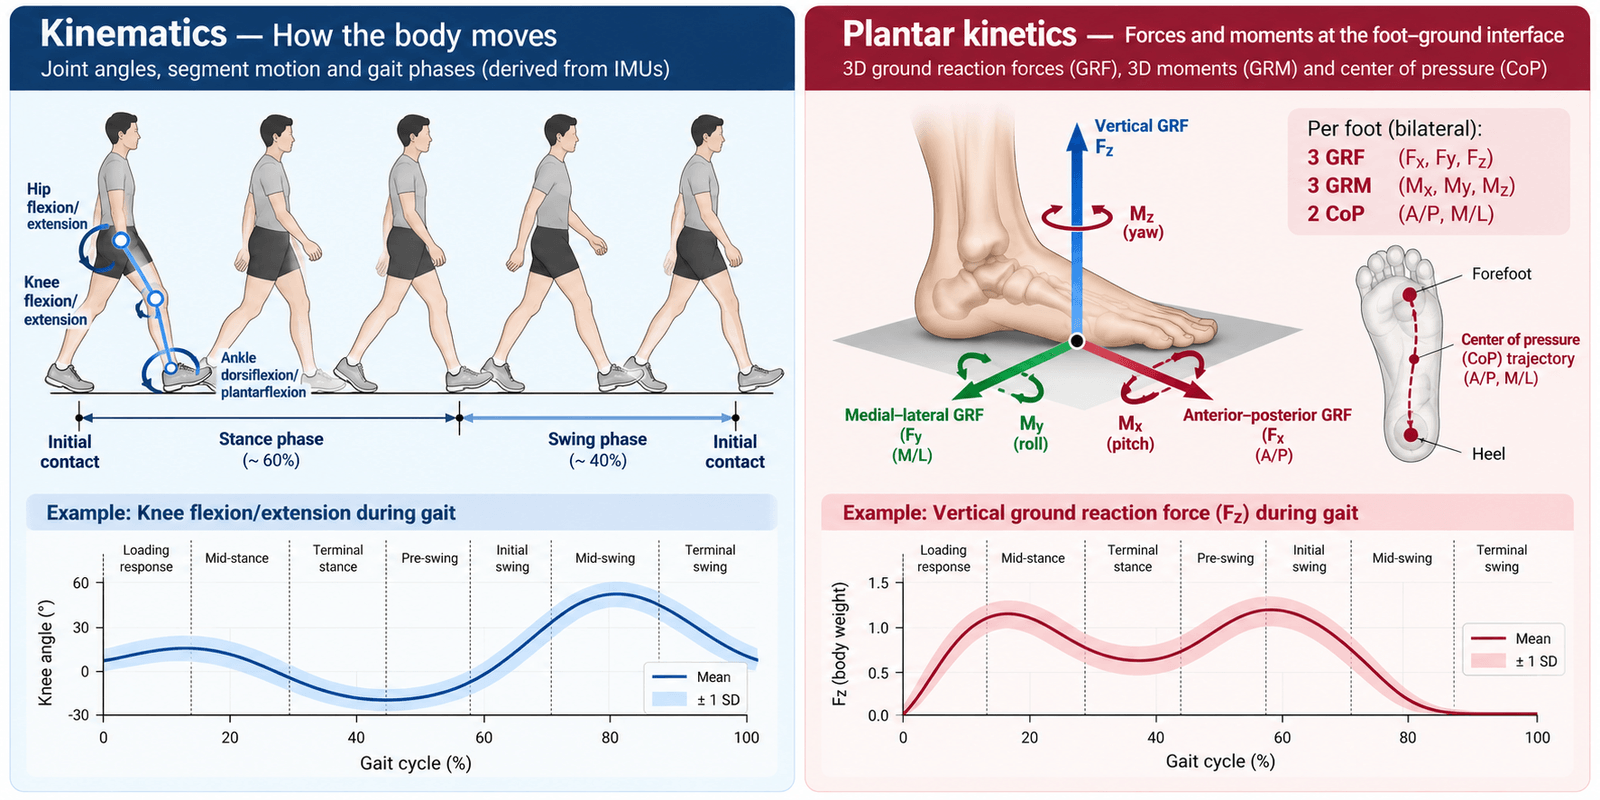 Kinematics — How the body moves
Joint angles, segment motion and gait phases (derived from IMUs)
Hip
flexion/
extension
Knee
flexion/
extension
Ankle
dorsiflexion/
plantarflexion
Initial
contact
Stance phase
(~ 60%)
Swing phase
(~ 40%)
Initial
contact
Example: Knee flexion/extension during gait
Loading
response
Mid-stance
Terminal
stance
Pre-swing
Initial
swing
Mid-swing
Terminal
swing
Knee angle (°)
60
30
0
-30
Mean
± 1 SD
0
20
40
60
80
100
Gait cycle (%)
Plantar kinetics — Forces and moments at the foot–ground interface
3D ground reaction forces (GRF), 3D moments (GRM) and center of pressure (CoP)
Vertical GRF
Fz
Mz
(yaw)
Medial–lateral GRF
(Fy
(M/L)
My
(roll)
Mx
(pitch)
Anterior–posterior GRF
(Fx
(A/P)
Per foot (bilateral):
3 GRF (Fx, Fy, Fz)
3 GRM (Mx, My, Mz)
2 CoP (A/P, M/L)
Forefoot
Center of pressure
(CoP) trajectory
(A/P, M/L)
Heel
Example: Vertical ground reaction force (Fz) during gait
Loading
response
Mid-stance
Terminal
stance
Pre-swing
Initial
swing
Mid-swing
Terminal
swing
Fz (body weight)
1.5
1.0
0.5
0.0
Mean
± 1 SD
0
20
40
60
80
100
Gait cycle (%)